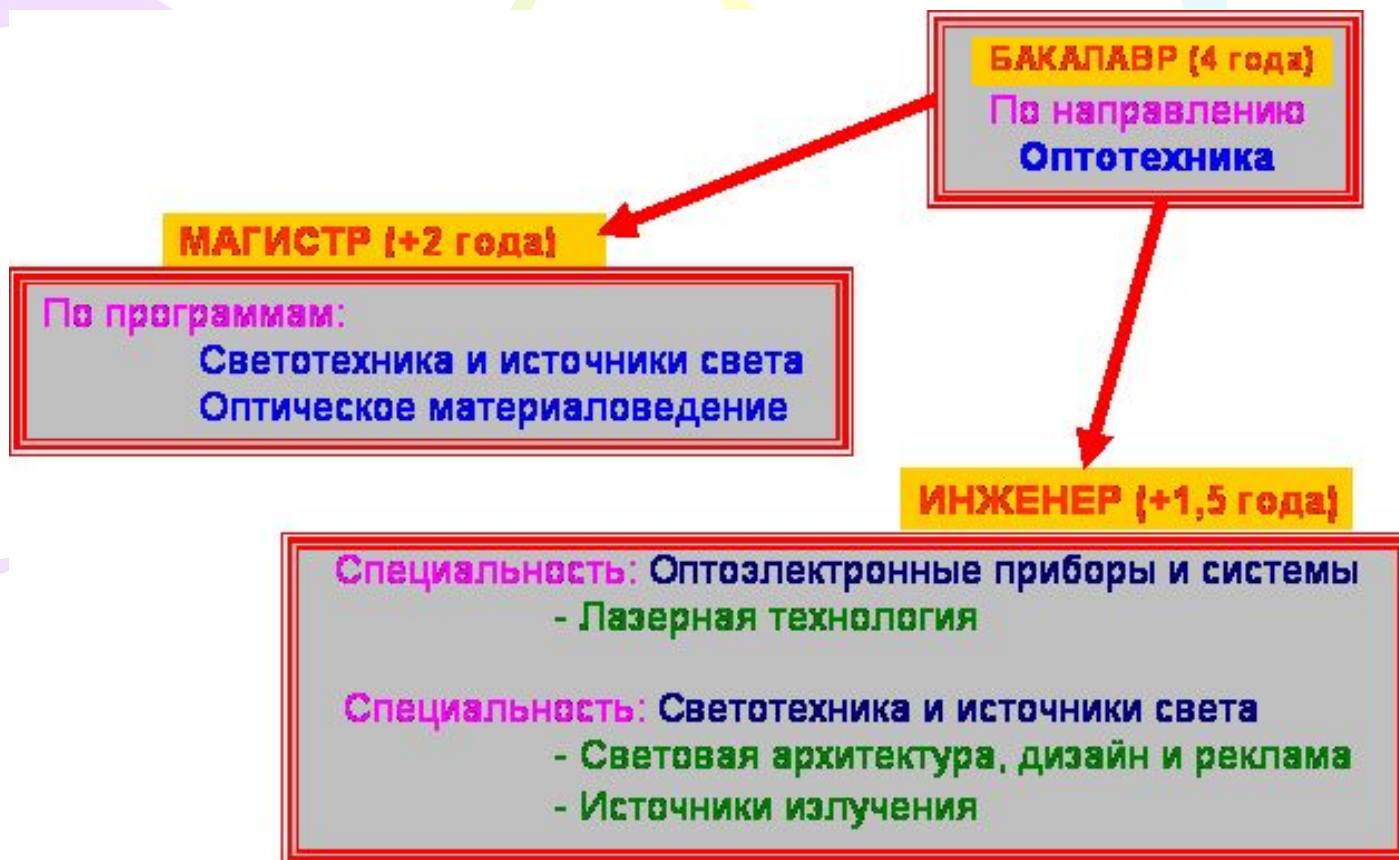 БАКАЛАВР (4 года)
По направлению
Оптотехника
МАГИСТР (+2 года)
По программам:
Светотехника и источники света
Оптическое материаловедение
ИНЖЕНЕР (+1,5 года)
Специальность: Оптоэлектронные приборы и системы
- Лазерная технология
Специальность: Светотехника и источники света
- Световая архитектура, дизайн и реклама
- Источники излучения